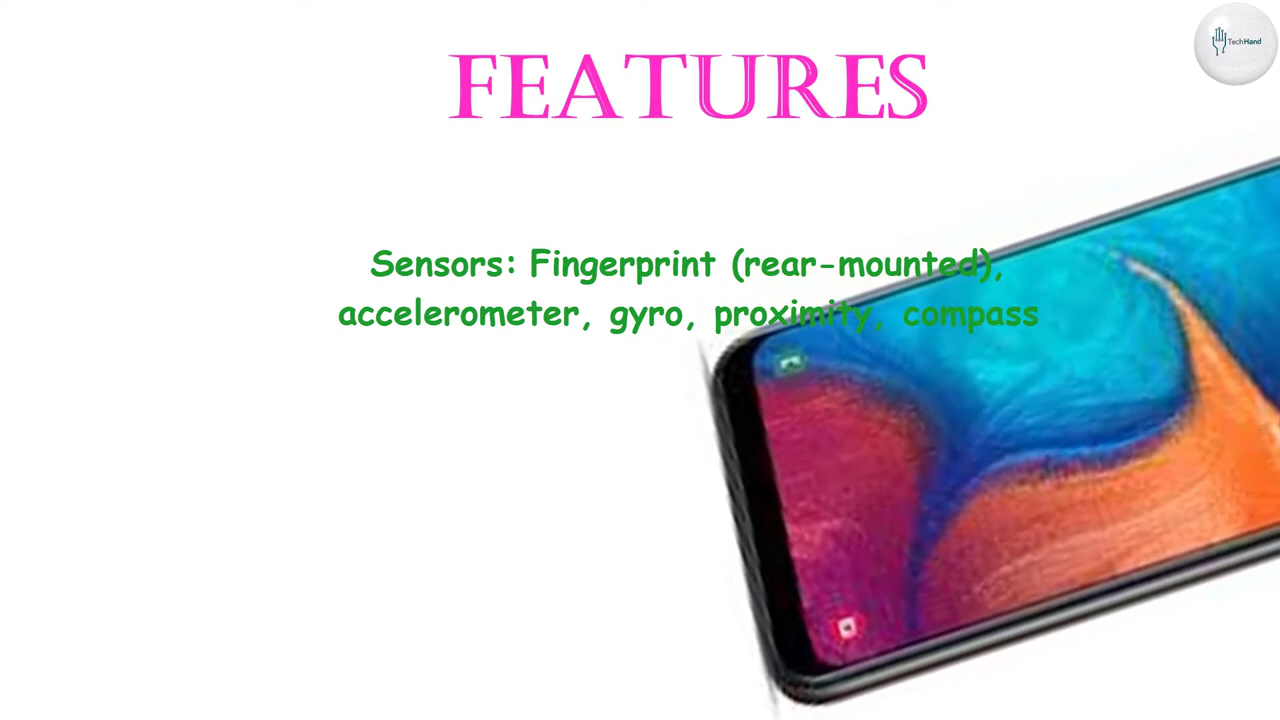 TechHand
FEATURES
Sensors: Fingerprint (rear-mounted),
accelerometer, gyro, proximity, compass